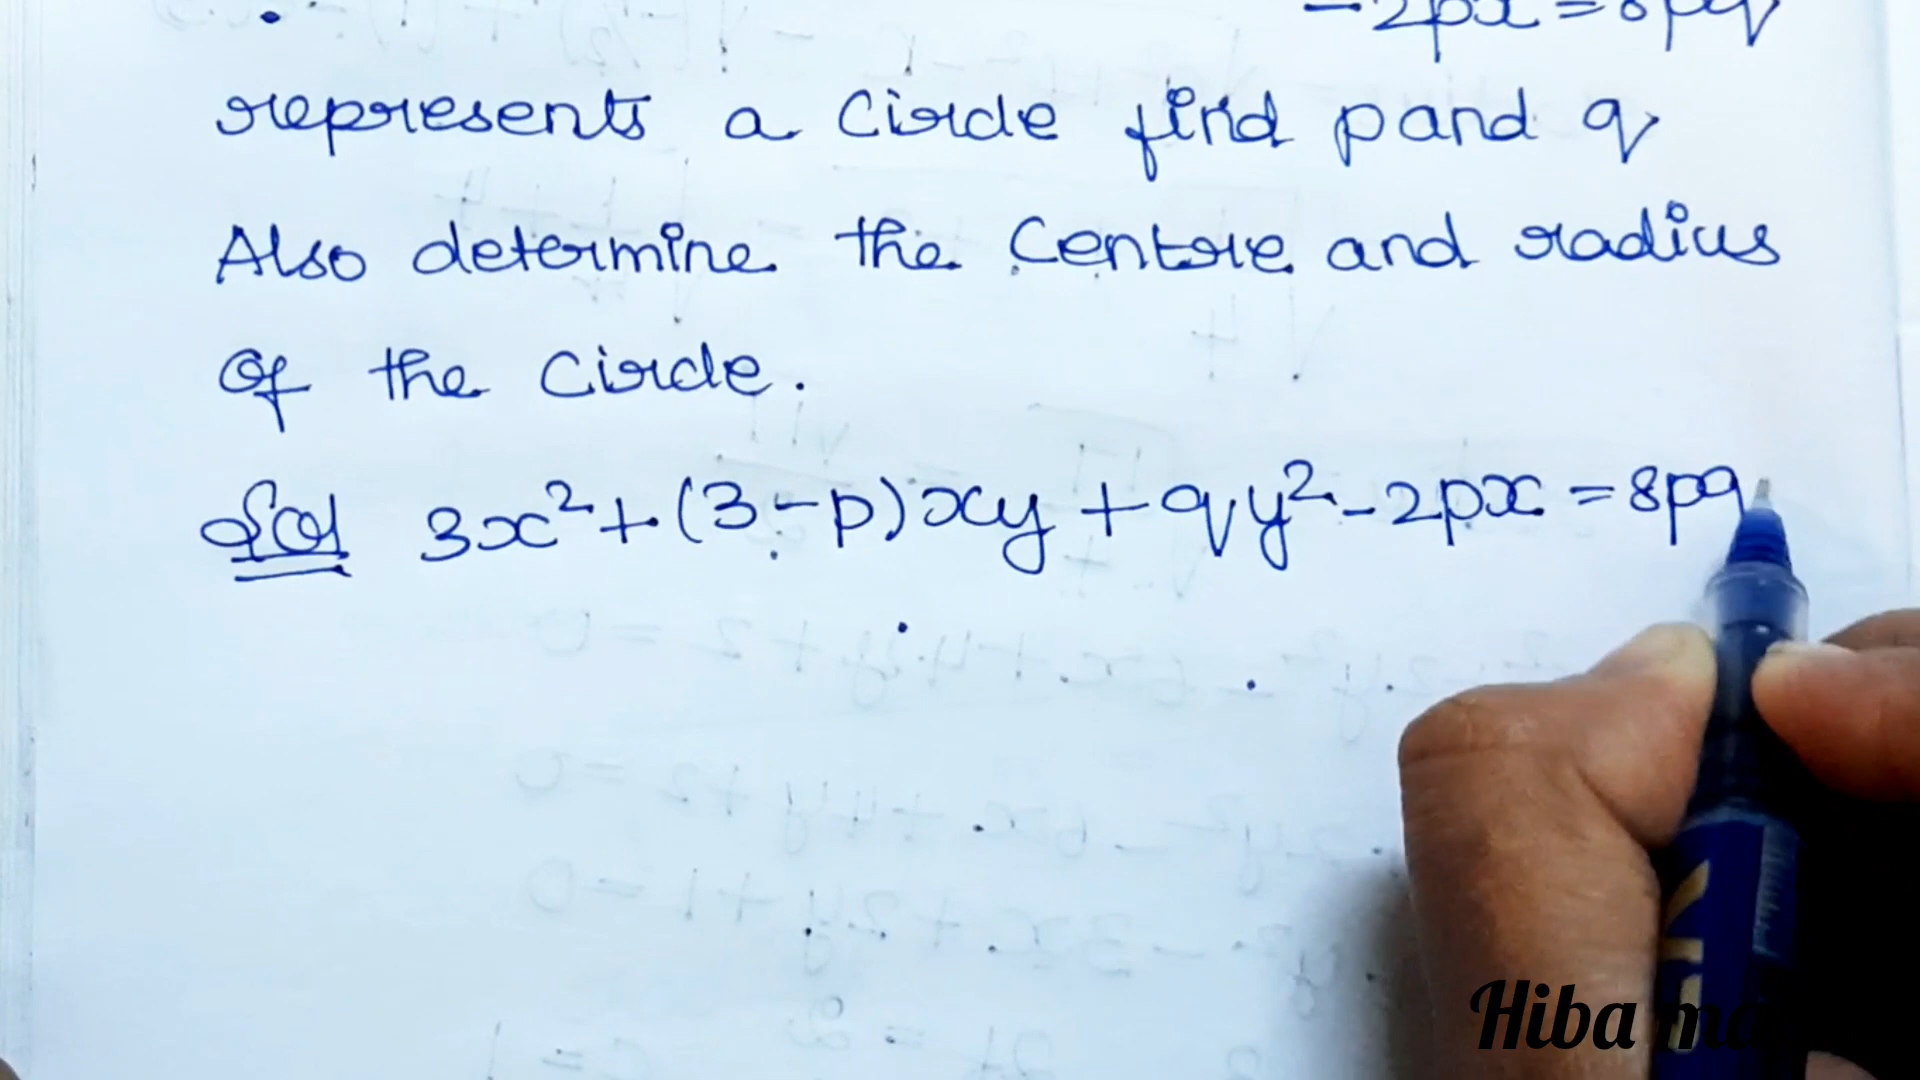 - 2px = 8pq
represents a Circle find p and q
Also determine the Centre and radius
of the Circle.
Sol 3x² + (3-p)xy + qy² - 2px = 8pq
Hiba ma